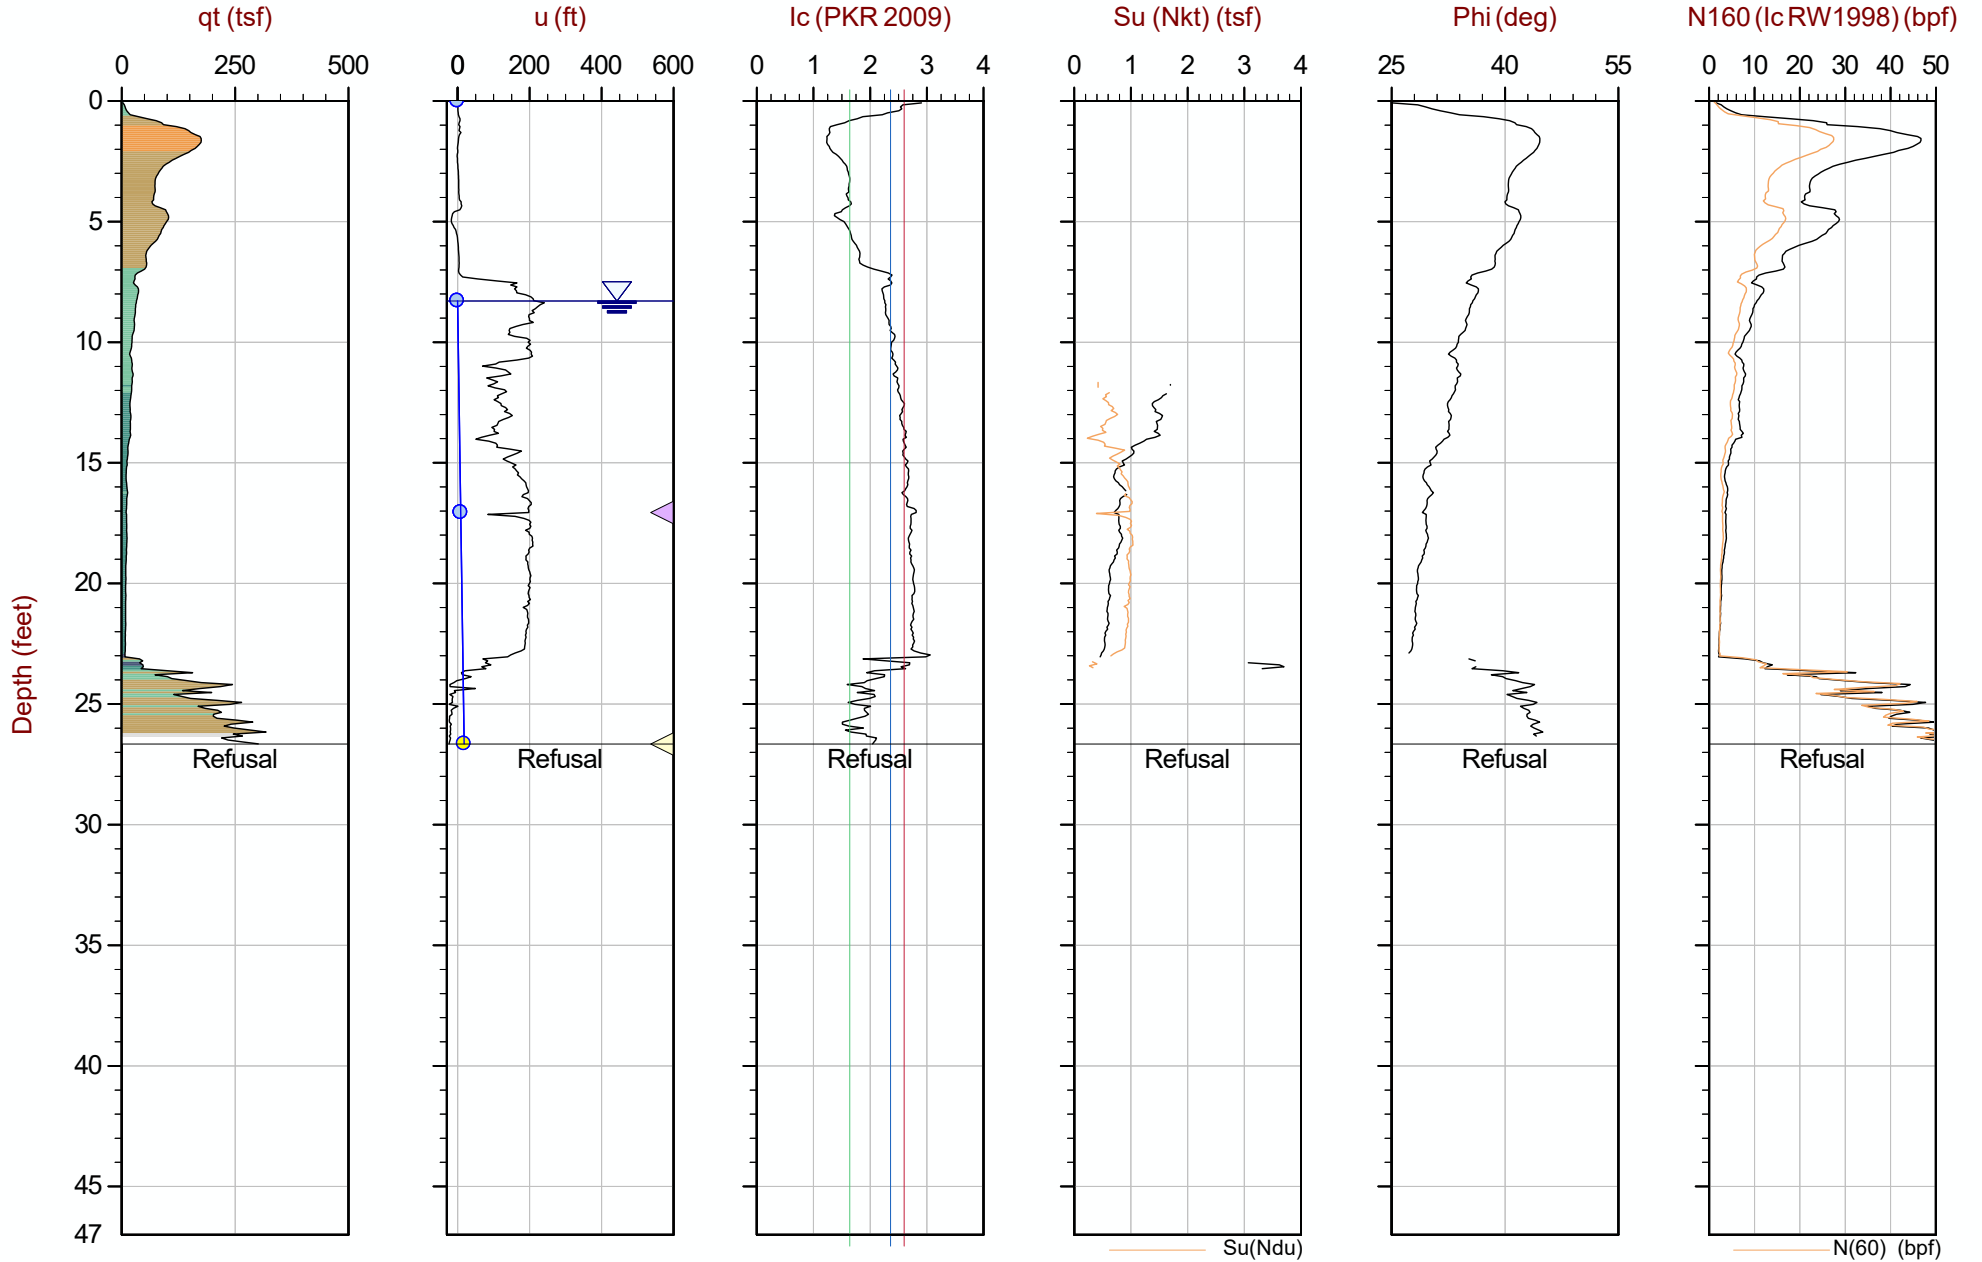 qt (tsf) u (ft) Ic (PKR 2009) Su (Nkt) (tsf) Phi (deg) N160 (Ic RW1998) (bpf)
0 250 500 0 200 400 600 0 1 2 3 4 0 1 2 3 4 25 40 55 0 10 20 30 40 50
0
5
10
15
20
25
Refusal Refusal Refusal Refusal Refusal Refusal
30
35
40
45
47
Depth (feet)
Su(Ndu) N(60) (bpf)